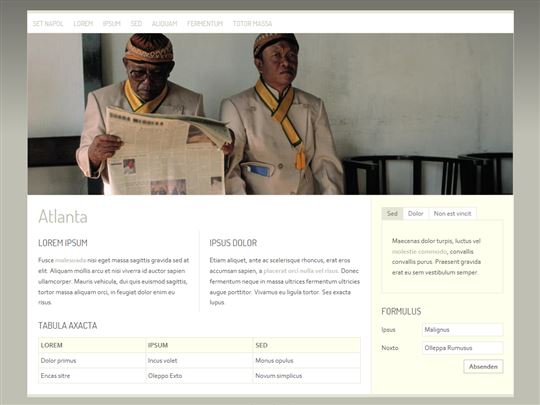 SET NAPOL LOREM IPSUM SED ALIQUAM FERMENTUM TOTOR MASSA
SUARA MERDEKA
Atlanta
LOREM IPSUM
Fusce malesuada nisi eget massa sagittis gravida sed at
elit. Aliquam mollis arcu et nisi viverra id auctor sapien
ullamcorper. Mauris vehicula, dui quis euismod sagittis,
tortor massa aliquam orci, in feugiat dolor enim eu
risus.
IPSUS DOLOR
Etiam aliquet, ante ac scelerisque rhoncus, erat eros
accumsan sapien, a placerat orci nulla vel risus. Donec
fermentum neque in massa ultrices fermentum ultricies
augue porttitor. Vivamus eu ligula tortor. Ses exacta
lupus.
TABULA AXACTA
LOREM IPSUM SED
Dolor primus Incus volet Monus opulus
Encas sitre Oleppo Exto Novum simplicus
Sed Dolor Non est vincit
Maecenas dolor turpis, luctus vel
molestie commodo, convallis
convallis purus. Praesent gravida
erat eu sem vestibulum semper.
FORMULUS
Ipsus Malignus
Noxto Olleppa Rumusus
Absenden